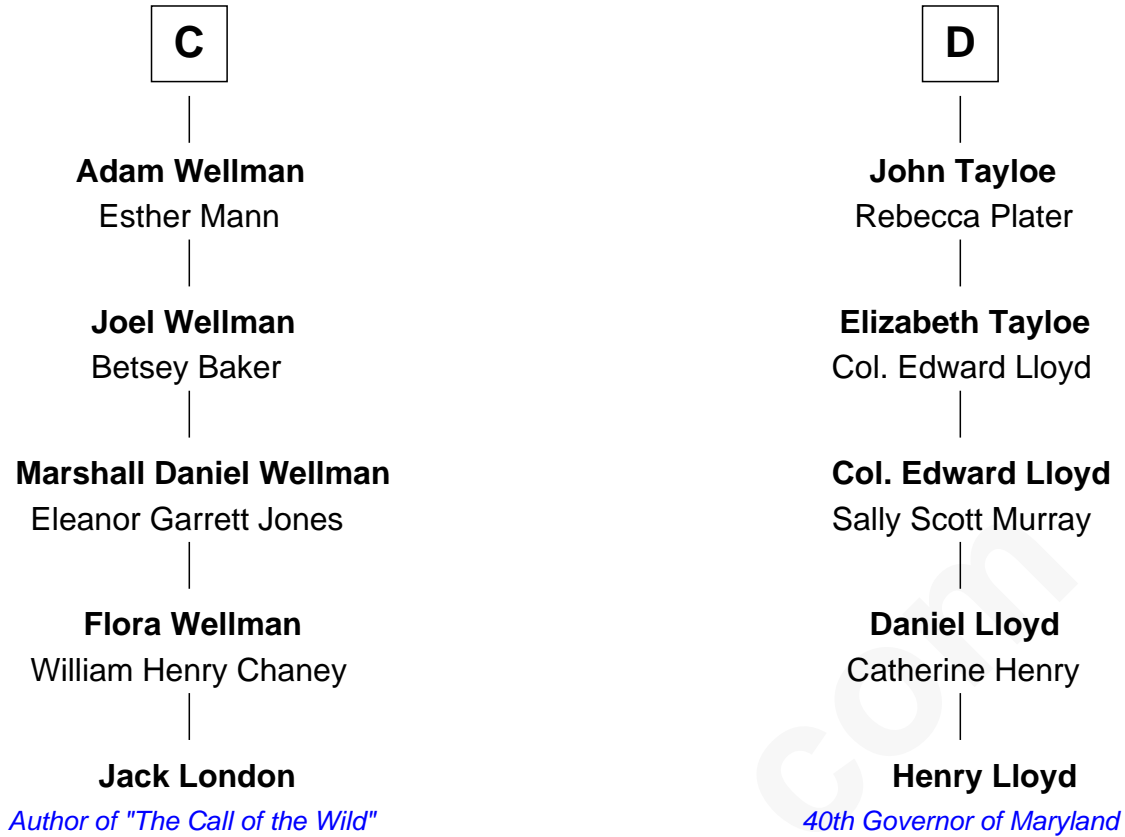 C
Adam Wellman
Esther Mann
Joel Wellman
Betsey Baker
Marshall Daniel Wellman
Eleanor Garrett Jones
Flora Wellman
William Henry Chaney
Jack London
Author of "The Call of the Wild"
D
John Tayloe
Rebecca Plater
Elizabeth Tayloe
Col. Edward Lloyd
Col. Edward Lloyd
Sally Scott Murray
Daniel Lloyd
Catherine Henry
Henry Lloyd
40th Governor of Maryland
com